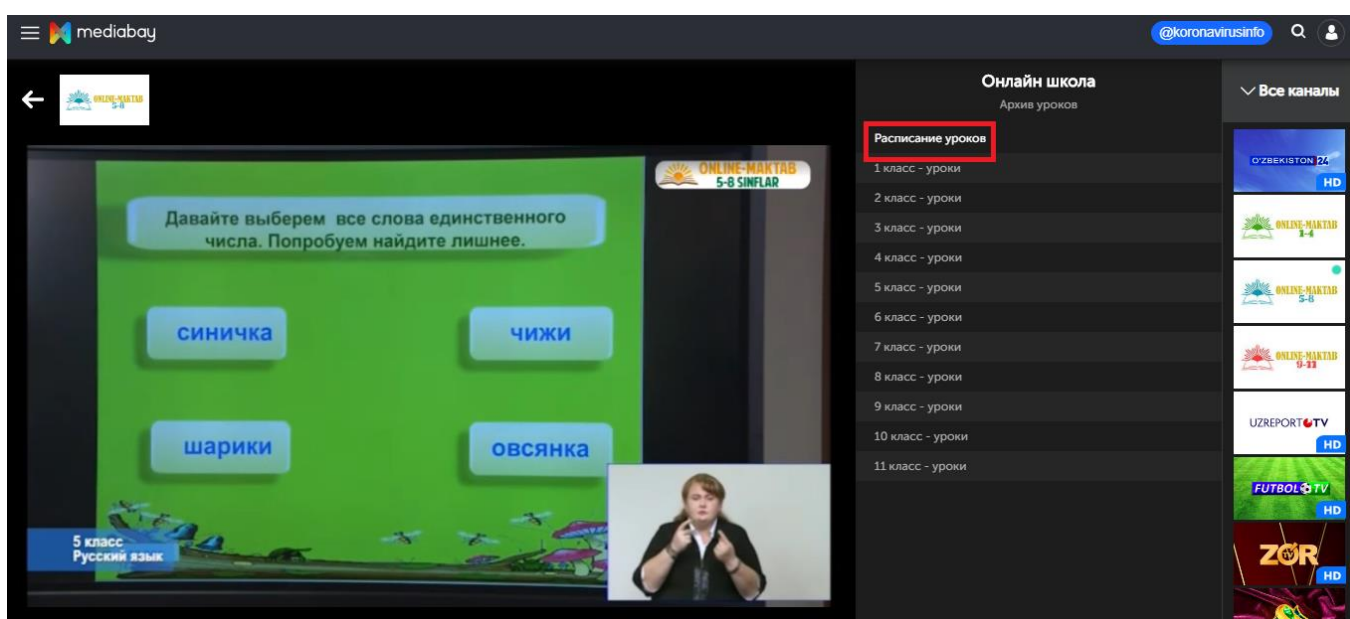 mediabay
@koronavirusinfo
ONLINE-MAKTAB
5-8
ONLINE-MAKTAB
5-8 SINFLAR
Давайте выберем все слова единственного
числа. Попробуем найдите лишнее.
синичка
чижи
шарики
овсянка
5 класс
Русский язык
Онлайн школа
Архив уроков
Расписание уроков
1 класс - уроки
2 класс - уроки
3 класс - уроки
4 класс - уроки
5 класс - уроки
6 класс - уроки
7 класс - уроки
8 класс - уроки
9 класс - уроки
10 класс - уроки
11 класс - уроки
Все каналы
O'ZBEKISTON 24
HD
ONLINE-MAKTAB
1-4
ONLINE-MAKTAB
5-8
ONLINE-MAKTAB
9-11
UZREPORT TV
HD
FUTBOL TV
HD
ZO'R
TV
HD